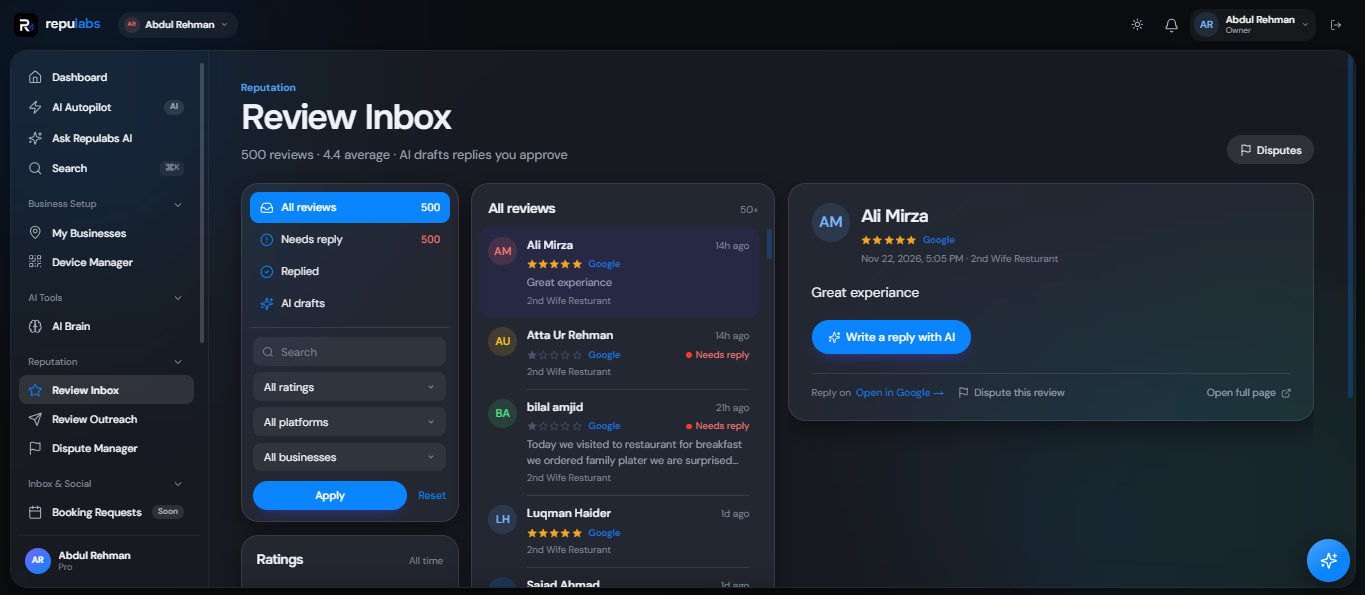 R repulabs
AR Abdul Rehman
AR Abdul Rehman
Owner
Dashboard
AI Autopilot AI
Ask Repulabs AI
Search ⌘K
Business Setup
My Businesses
Device Manager
AI Tools
AI Brain
Reputation
Review Inbox
Review Outreach
Dispute Manager
Inbox & Social
Booking Requests Soon
AR Abdul Rehman
Pro
Reputation
Review Inbox
500 reviews · 4.4 average · AI drafts replies you approve
Disputes
All reviews 500
Needs reply 500
Replied
AI drafts
Search
All ratings
All platforms
All businesses
Apply Reset
Ratings All time
All reviews 50+
AM Ali Mirza 14h ago
★★★★★ Google
Great experiance
2nd Wife Resturant
AU Atta Ur Rehman 14h ago
★☆☆☆☆ Google Needs reply
2nd Wife Resturant
BA bilal amjid 21h ago
★☆☆☆☆ Google Needs reply
Today we visited to restaurant for breakfast
we ordered family plater we are surprised...
2nd Wife Resturant
LH Luqman Haider 1d ago
★★★★★ Google
2nd Wife Resturant
Sajad Ahmad 1d ago
AM Ali Mirza
★★★★★ Google
Nov 22, 2026, 5:05 PM · 2nd Wife Resturant
Great experiance
Write a reply with AI
Reply on Open in Google → Dispute this review Open full page